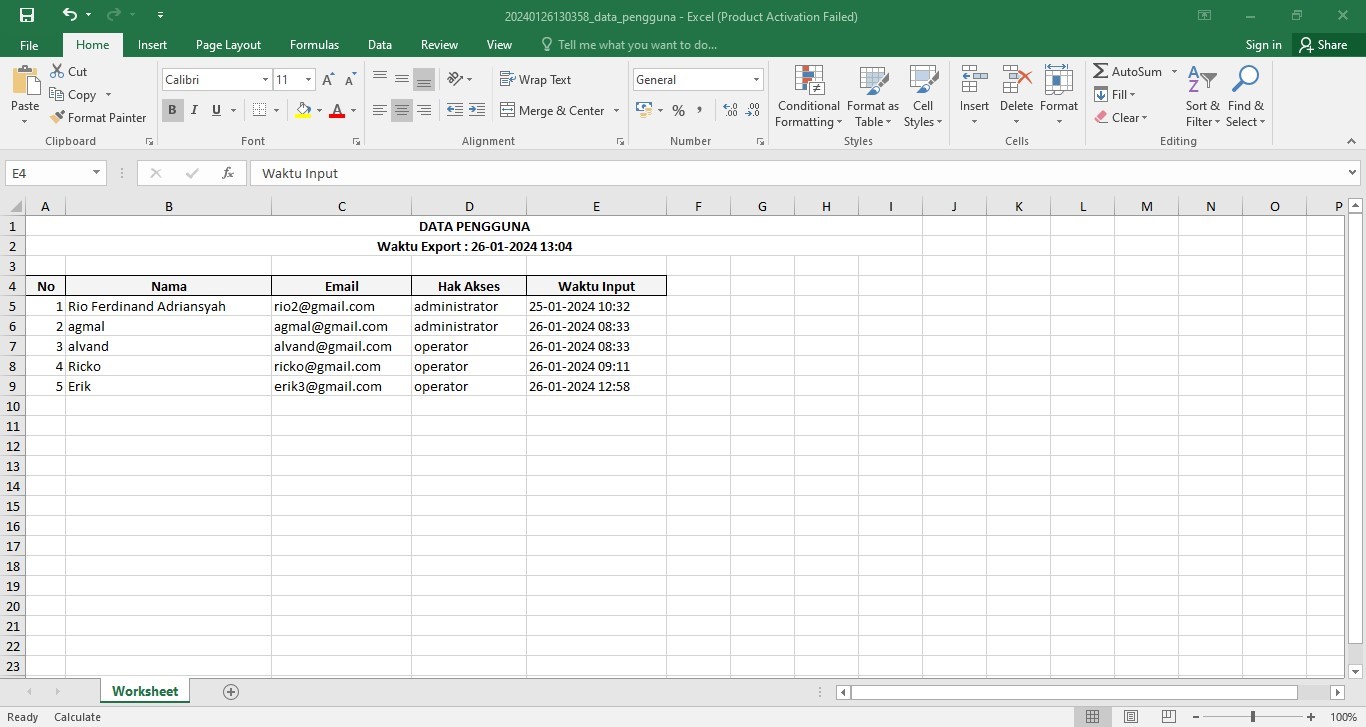 20240126130358_data_pengguna - Excel (Product Activation Failed)
File Home Insert Page Layout Formulas Data Review View Tell me what you want to do... Sign in Share
Cut
Copy
Format Painter
Paste
Clipboard
Calibri 11
B I U A
Font
Wrap Text
Merge & Center
Alignment
General
% ,
Number
Conditional Formatting
Format as Table
Cell Styles
Styles
Insert Delete Format
Cells
AutoSum
Fill
Clear
Sort & Filter
Find & Select
Editing
E4 fx Waktu Input
A B C D E F G H I J K L M N O P
1 DATA PENGGUNA
2 Waktu Export : 26-01-2024 13:04
3
4 No Nama Email Hak Akses Waktu Input
5 1 Rio Ferdinand Adriansyah rio2@gmail.com administrator 25-01-2024 10:32
6 2 agmal agmal@gmail.com administrator 26-01-2024 08:33
7 3 alvand alvand@gmail.com operator 26-01-2024 08:33
8 4 Ricko ricko@gmail.com operator 26-01-2024 09:11
9 5 Erik erik3@gmail.com operator 26-01-2024 12:58
10
11
12
13
14
15
16
17
18
19
20
21
22
23
Worksheet
Ready Calculate 100%